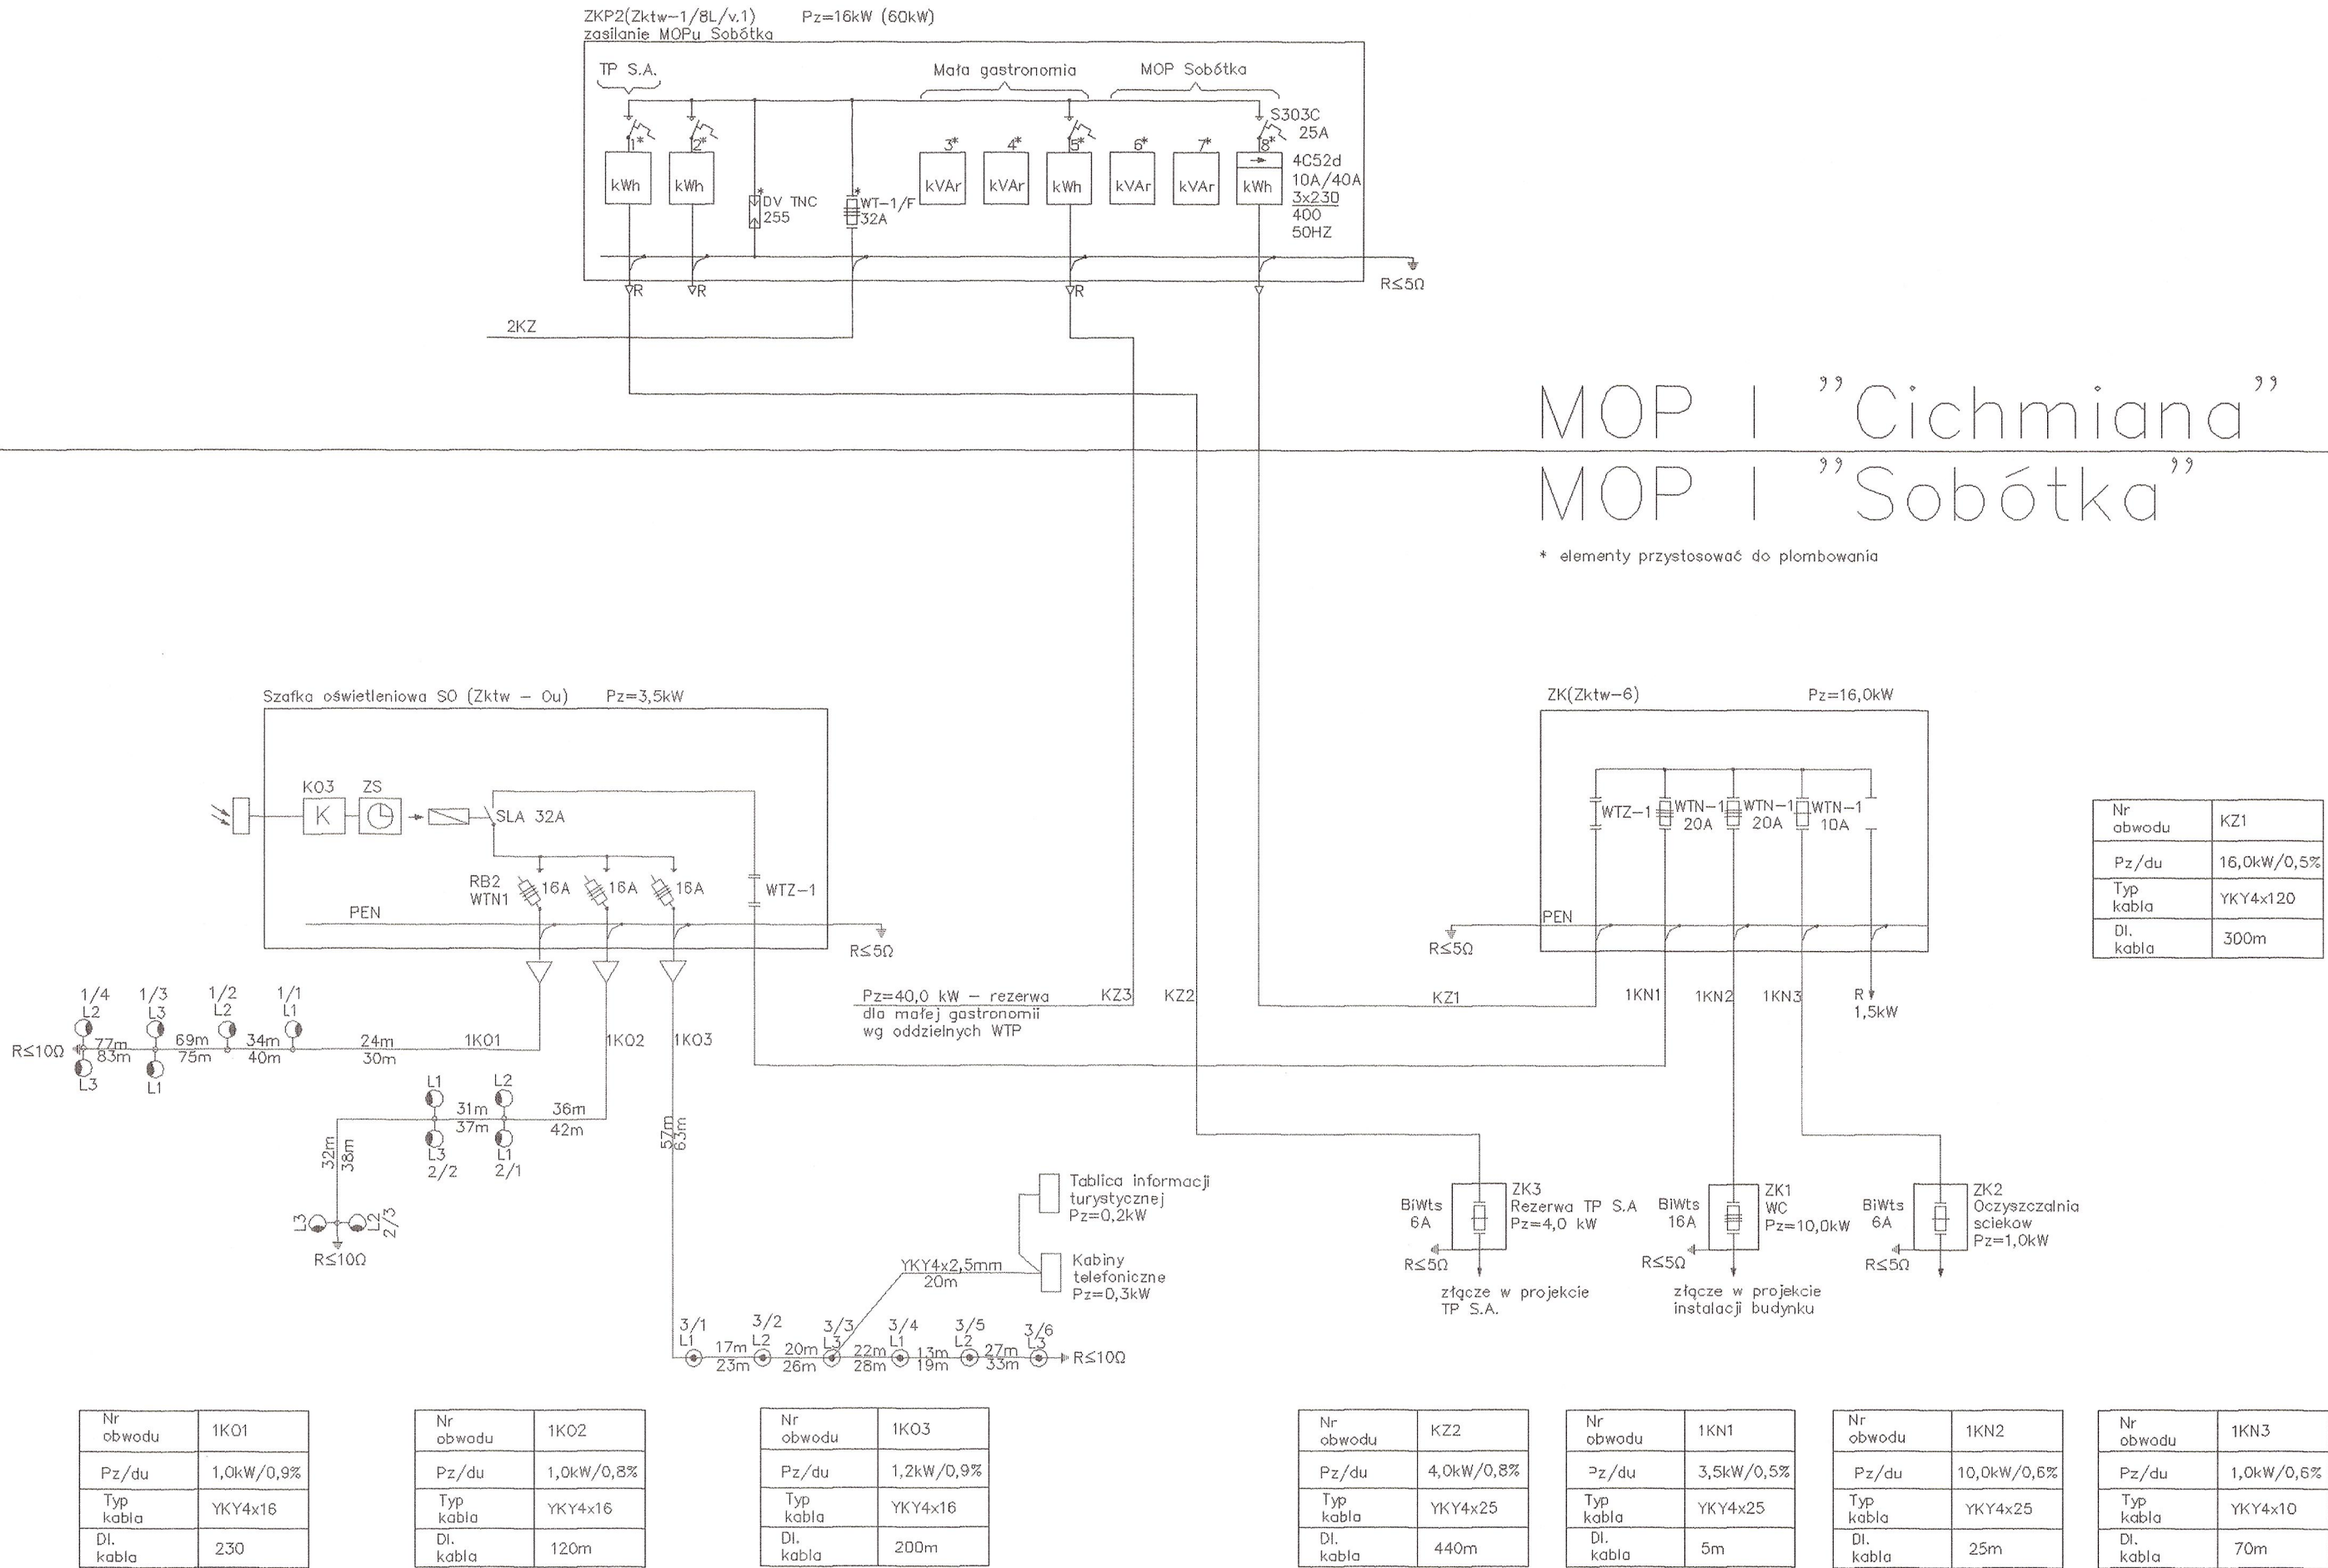 ZKP2(Zktw-1/8L/v.1) Pz=16kW (60kW)
zasilanie MOPu Sobótka
TP S.A.
Mała gastronomia
MOP Sobótka
S303C
25A
1*
2*
3*
4*
5*
6*
7*
8*
kWh
kWh
kVAr
kVAr
kWh
kVAr
kVAr
kWh
4C52d
10A/40A
3x230
400
50HZ
*
DV TNC
255
*
WT-1/F
32A
R≤5Ω
R
R
R
2KZ
MOP I "Cichmiana"
MOP I "Sobótka"
* elementy przystosować do plombowania
Szafka oświetleniowa SO (Zktw - Ou) Pz=3,5kW
KO3
ZS
K
SLA 32A
RB2
WTN1
16A
16A
16A
WTZ-1
PEN
R≤5Ω
ZK(Zktw-6) Pz=16,0kW
WTZ-1
WTN-1
20A
WTN-1
20A
WTN-1
10A
PEN
R≤5Ω
Nr obwodu KZ1
Pz/du 16,0kW/0,5%
Typ kabla YKY4x120
Dl. kabla 300m
Pz=40,0 kW - rezerwa
dla małej gastronomii
wg oddzielnych WTP
KZ3
KZ2
KZ1
1KN1
1KN2
1KN3
R
1,5kW
1/4
L2
1/3
L3
1/2
L2
1/1
L1
R≤10Ω
77m
83m
69m
75m
34m
40m
24m
30m
1KO1
1KO2
1KO3
L3
L1
L1
L2
31m
37m
36m
42m
L3
2/2
L1
2/1
32m
38m
L3
L2
2/3
R≤10Ω
57m
63m
Tablica informacji
turystycznej
Pz=0,2kW
YKY4x2,5mm
20m
Kabiny
telefoniczne
Pz=0,3kW
3/1
L1
3/2
L2
3/3
L3
3/4
L1
3/5
L2
3/6
L3
17m
23m
20m
26m
22m
28m
13m
19m
27m
33m
R≤10Ω
BiWts
6A
ZK3
Rezerwa TP S.A
Pz=4,0 kW
R≤5Ω
złącze w projekcie
TP S.A.
BiWts
16A
ZK1
WC
Pz=10,0kW
R≤5Ω
złącze w projekcie
instalacji budynku
BiWts
6A
ZK2
Oczyszczalnia
sciekow
Pz=1,0kW
R≤5Ω
Nr obwodu 1KO1
Pz/du 1,0kW/0,9%
Typ kabla YKY4x16
Dl. kabla 230
Nr obwodu 1KO2
Pz/du 1,0kW/0,8%
Typ kabla YKY4x16
Dl. kabla 120m
Nr obwodu 1KO3
Pz/du 1,2kW/0,9%
Typ kabla YKY4x16
Dl. kabla 200m
Nr obwodu KZ2
Pz/du 4,0kW/0,8%
Typ kabla YKY4x25
Dl. kabla 440m
Nr obwodu 1KN1
Pz/du 3,5kW/0,5%
Typ kabla YKY4x25
Dl. kabla 5m
Nr obwodu 1KN2
Pz/du 10,0kW/0,6%
Typ kabla YKY4x25
Dl. kabla 25m
Nr obwodu 1KN3
Pz/du 1,0kW/0,6%
Typ kabla YKY4x10
Dl. kabla 70m